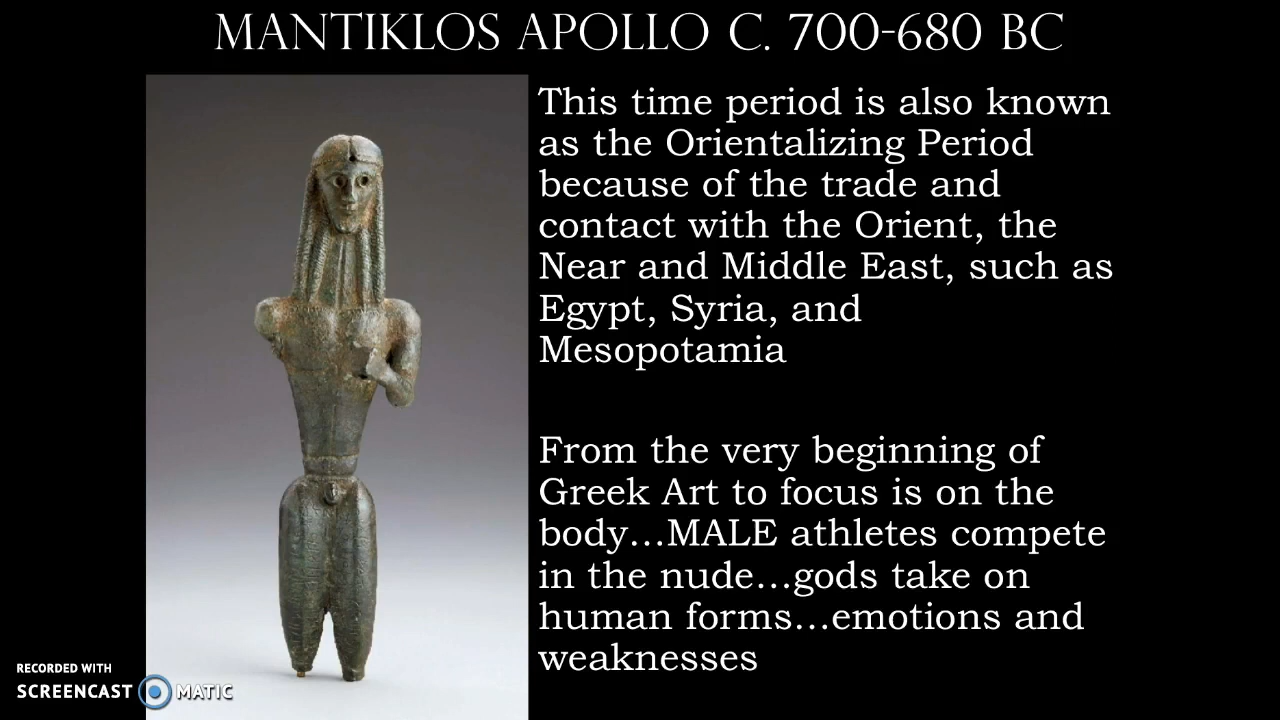 MANTIKLOS APOLLO C. 700-680 BC
This time period is also known
as the Orientalizing Period
because of the trade and
contact with the Orient, the
Near and Middle East, such as
Egypt, Syria, and
Mesopotamia
From the very beginning of
Greek Art to focus is on the
body...MALE athletes compete
in the nude...gods take on
human forms...emotions and
weaknesses
RECORDED WITH
SCREENCAST MATIC